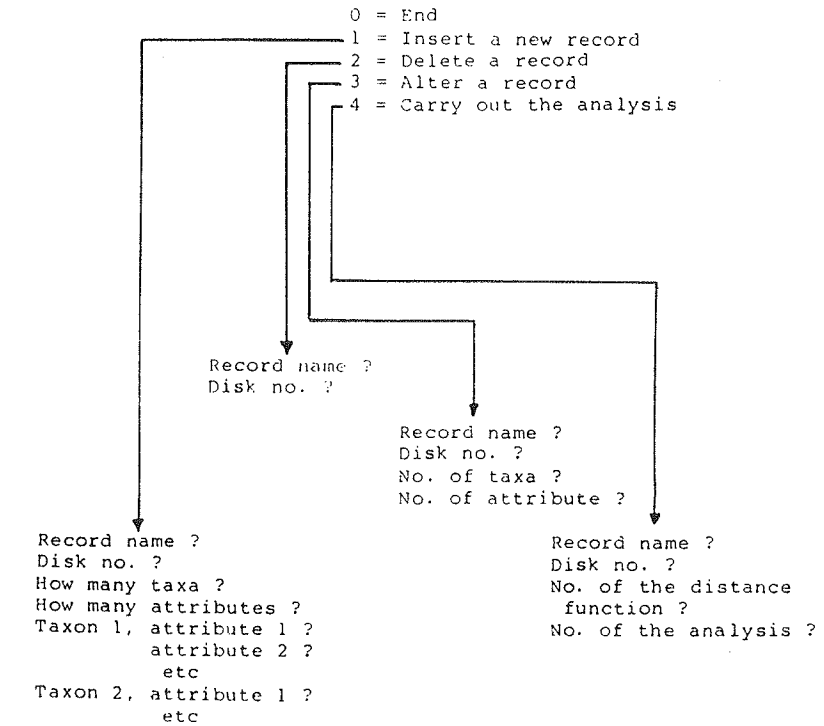 0 = End
1 = Insert a new record
2 = Delete a record
3 = Alter a record
4 = Carry out the analysis
Record name ?
Disk no. ?
Record name ?
Disk no. ?
No. of taxa ?
No. of attribute ?
Record name ?
Disk no. ?
How many taxa ?
How many attributes ?
Taxon 1, attribute 1 ?
attribute 2 ?
etc
Taxon 2, attribute 1 ?
etc
Record name ?
Disk no. ?
No. of the distance
function ?
No. of the analysis ?